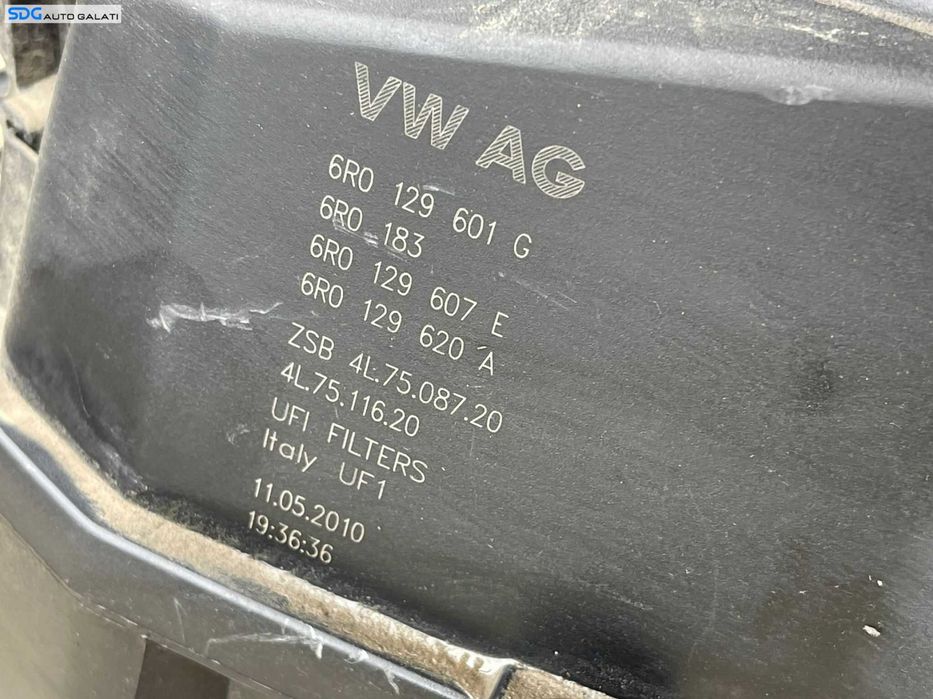 SDG AUTO GALATI
VW AG
6R0 129 601 G
6R0 183
6R0 129 607 E
6R0 129 620 A
ZSB 4L.75.087.20
4L.75.116.20
UFI FILTERS
Italy UF1
11.05.2010
19:36:36